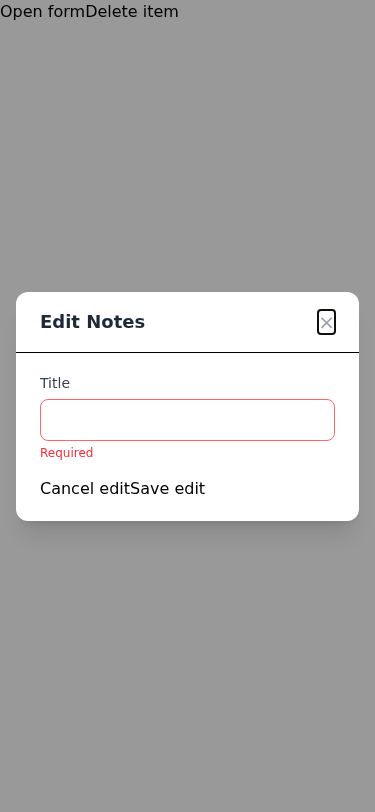 Open formDelete item
Edit Notes ×
Title
Required
Cancel editSave edit